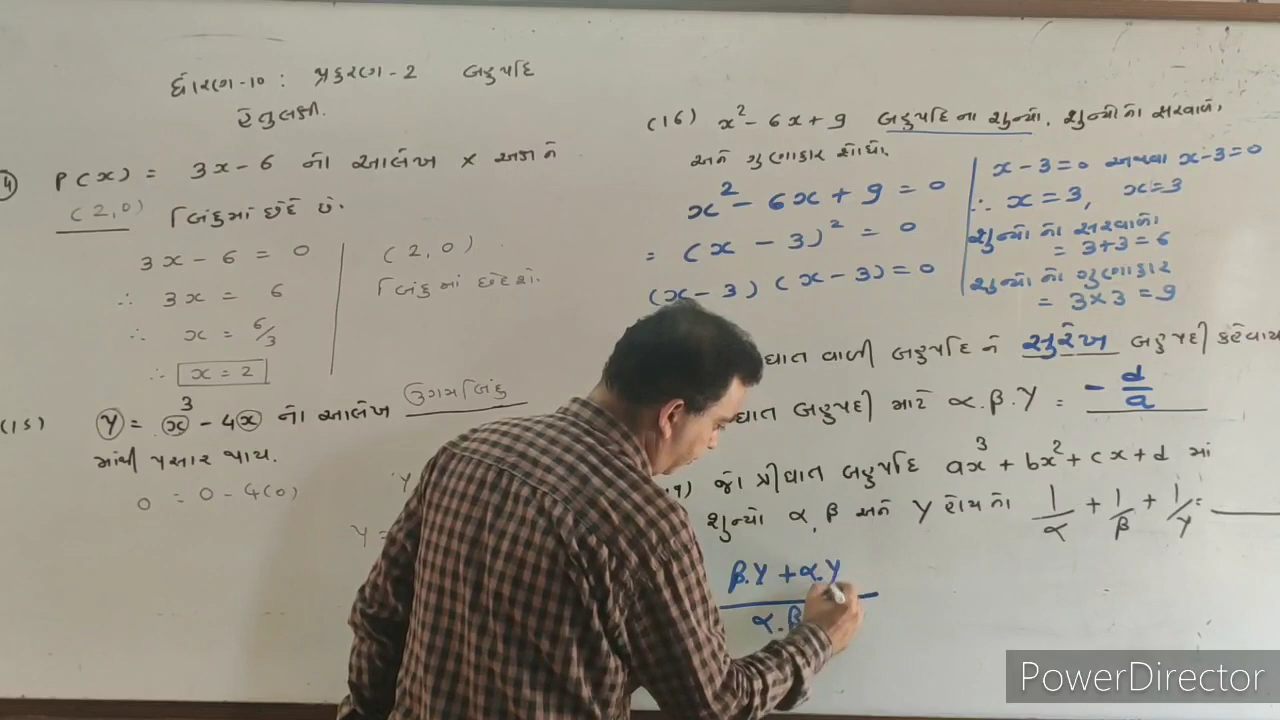 ધોરણ-10 : પ્રકરણ-2 બહુપદિ
હેતુલક્ષી.
P(x) = 3x-6 નો આલેખ x અક્ષને
(2,0) બિંદુમાં છેદે છે.
3x - 6 = 0
∴ 3x = 6
∴ x = 6/3
∴ x = 2
(2,0)
બિંદુમાં છેદશે.
(15) y = x³ - 4x નો આલેખ ઉગમબિંદુ
માંથી પસાર થાય.
0 = 0 - 4(0)
y =
(16) x² - 6x + 9 બહુપદિના શૂન્યો, શૂન્યોનો સરવાળો
અને ગુણાકાર શોધો.
x² - 6x + 9 = 0
= (x - 3)² = 0
(x - 3) (x - 3) = 0
x - 3 = 0 અથવા x - 3 = 0
∴ x = 3, x = 3
શૂન્યોનો સરવાળો
= 3+3 = 6
શૂન્યોનો ગુણાકાર
= 3×3 = 9
ઘાત વાળી બહુપદિને સુરેખ બહુપદી કહેવાય
ઘાત બહુપદી માટે α.β.γ = - d/a
જો ત્રીઘાત બહુપદિ ax³ + bx² + cx + d માં
શૂન્યો α, β અને γ હોય તો 1/α + 1/β + 1/γ = ____
β.γ + α.γ
α.β
PowerDirector